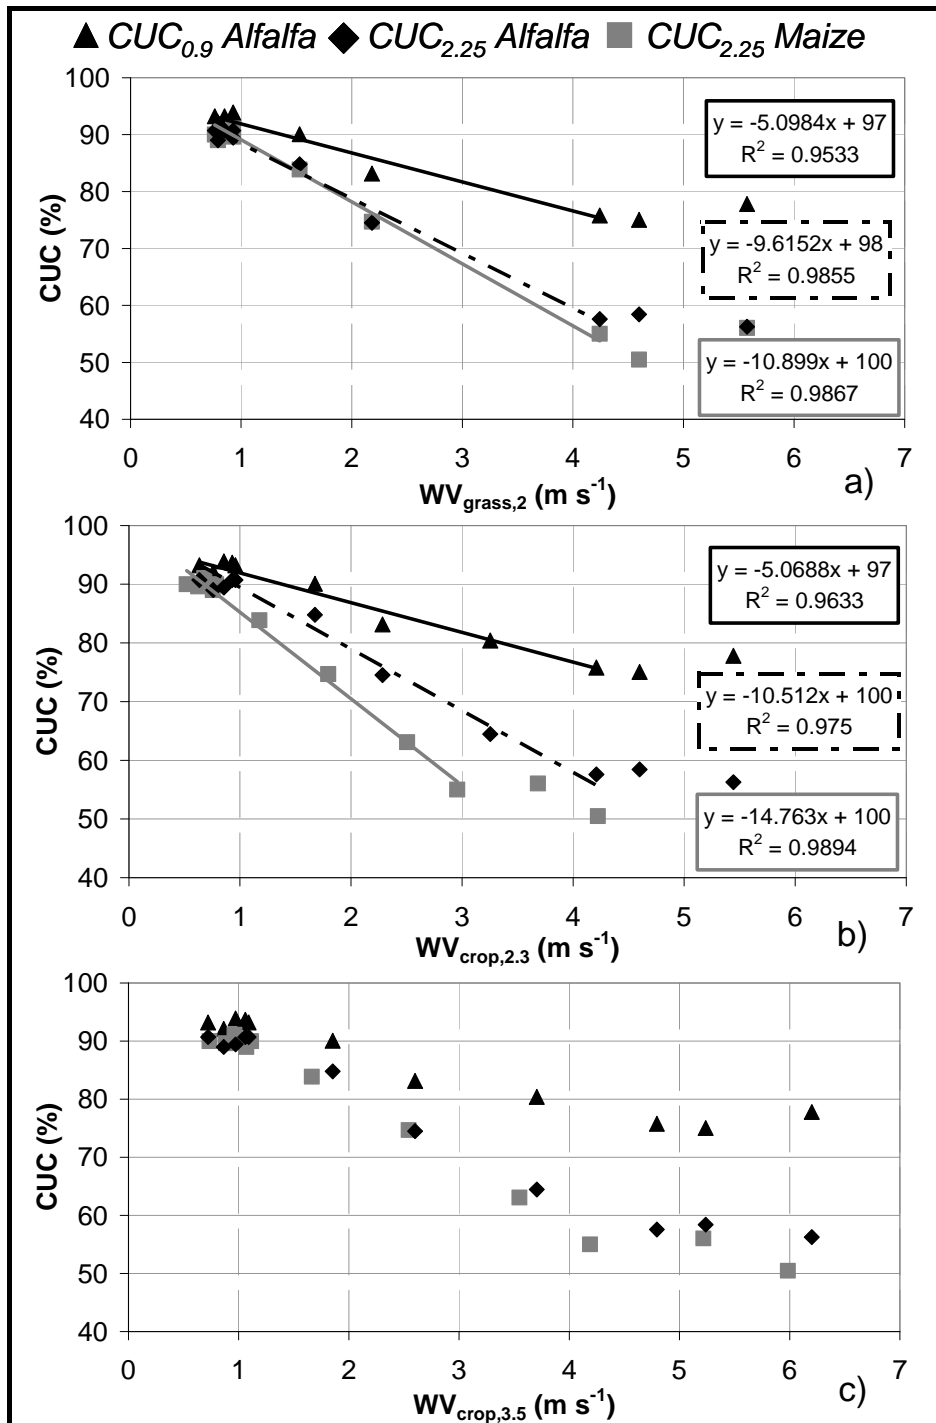 CUC0.9 Alfalfa CUC2.25 Alfalfa CUC2.25 Maize
100
90
80
70
60
50
40
CUC (%)
y = -5.0984x + 97
R² = 0.9533
y = -9.6152x + 98
R² = 0.9855
y = -10.899x + 100
R² = 0.9867
0 1 2 3 4 5 6 7
WVgrass,2 (m s⁻¹)
a)
100
90
80
70
60
50
40
CUC (%)
y = -5.0688x + 97
R² = 0.9633
y = -10.512x + 100
R² = 0.975
y = -14.763x + 100
R² = 0.9894
0 1 2 3 4 5 6 7
WVcrop,2.3 (m s⁻¹)
b)
100
90
80
70
60
50
40
CUC (%)
0 1 2 3 4 5 6 7
WVcrop,3.5 (m s⁻¹)
c)